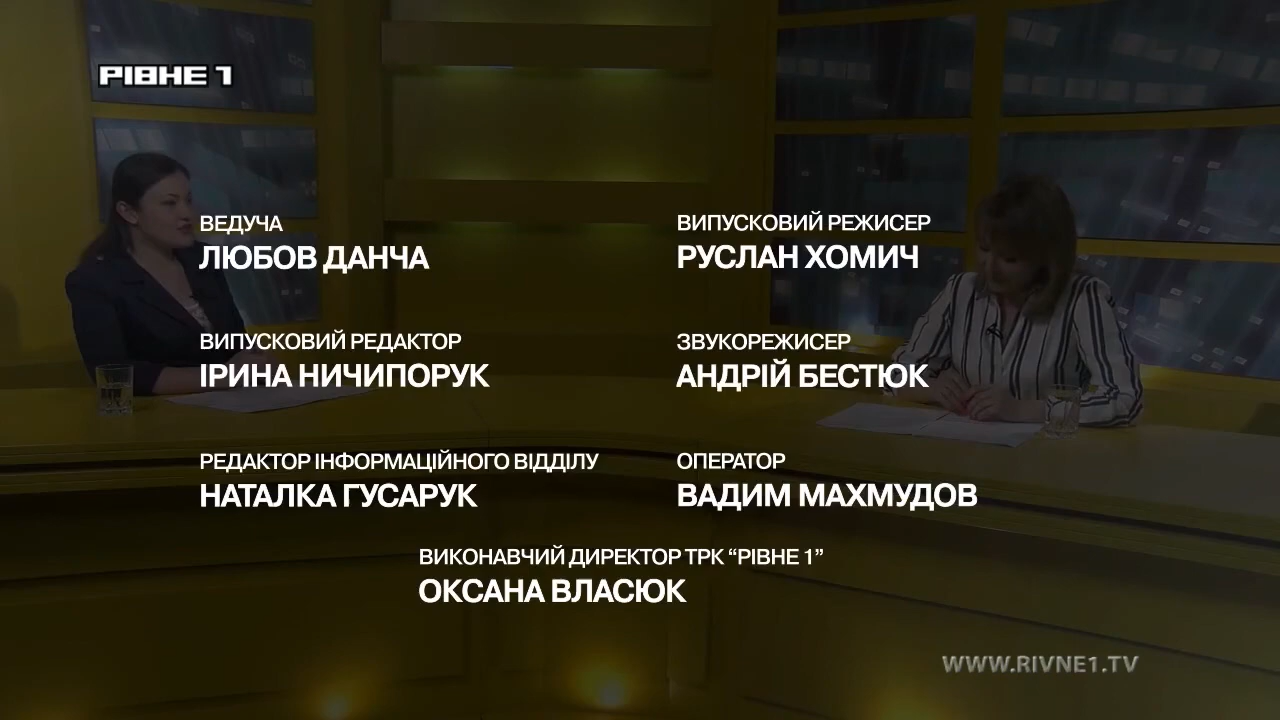 РІВНЕ 1
ВЕДУЧА
ЛЮБОВ ДАНЧА
ВИПУСКОВИЙ РЕЖИСЕР
РУСЛАН ХОМИЧ
ВИПУСКОВИЙ РЕДАКТОР
ІРИНА НИЧИПОРУК
ЗВУКОРЕЖИСЕР
АНДРІЙ БЕСТЮК
РЕДАКТОР ІНФОРМАЦІЙНОГО ВІДДІЛУ
НАТАЛКА ГУСАРУК
ОПЕРАТОР
ВАДИМ МАХМУДОВ
ВИКОНАВЧИЙ ДИРЕКТОР ТРК “РІВНЕ 1”
ОКСАНА ВЛАСЮК
WWW.RIVNE1.TV